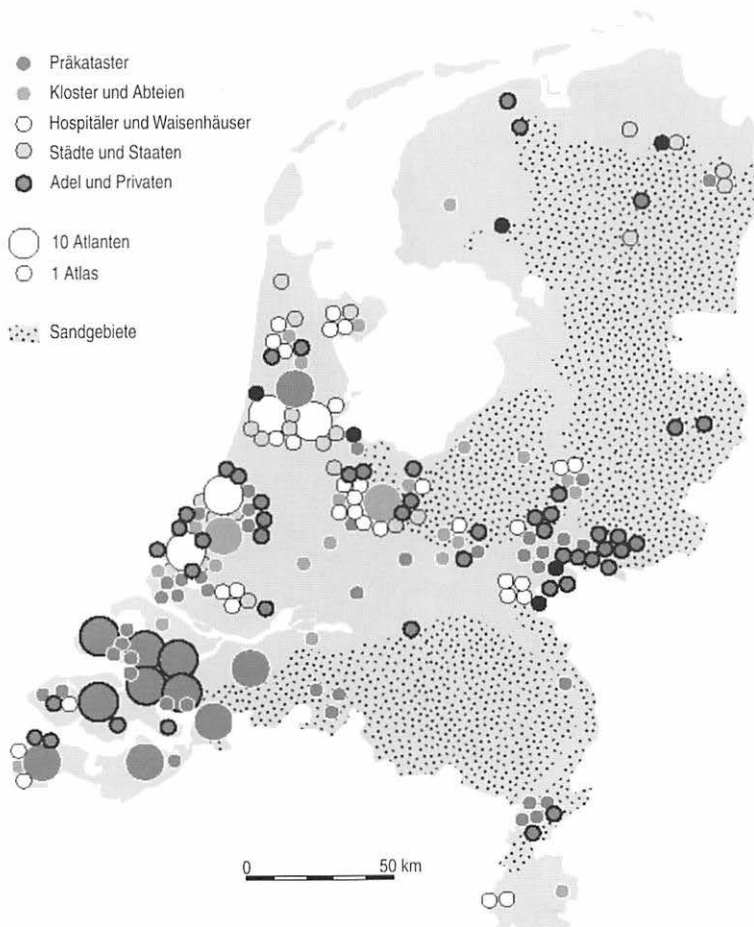 Präkataster
Kloster und Abteien
Hospitäler und Waisenhäuser
Städte und Staaten
Adel und Privaten
10 Atlanten
1 Atlas
Sandgebiete
0 50 km